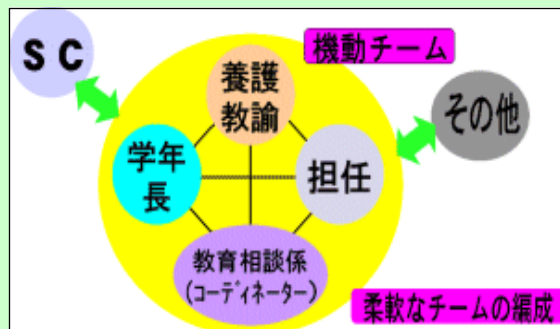 SC
機動チーム
養護
教諭
その他
学年
長
担任
教育相談係
(ｺｰﾃﾞｨﾈｰﾀｰ)
柔軟なチームの編成